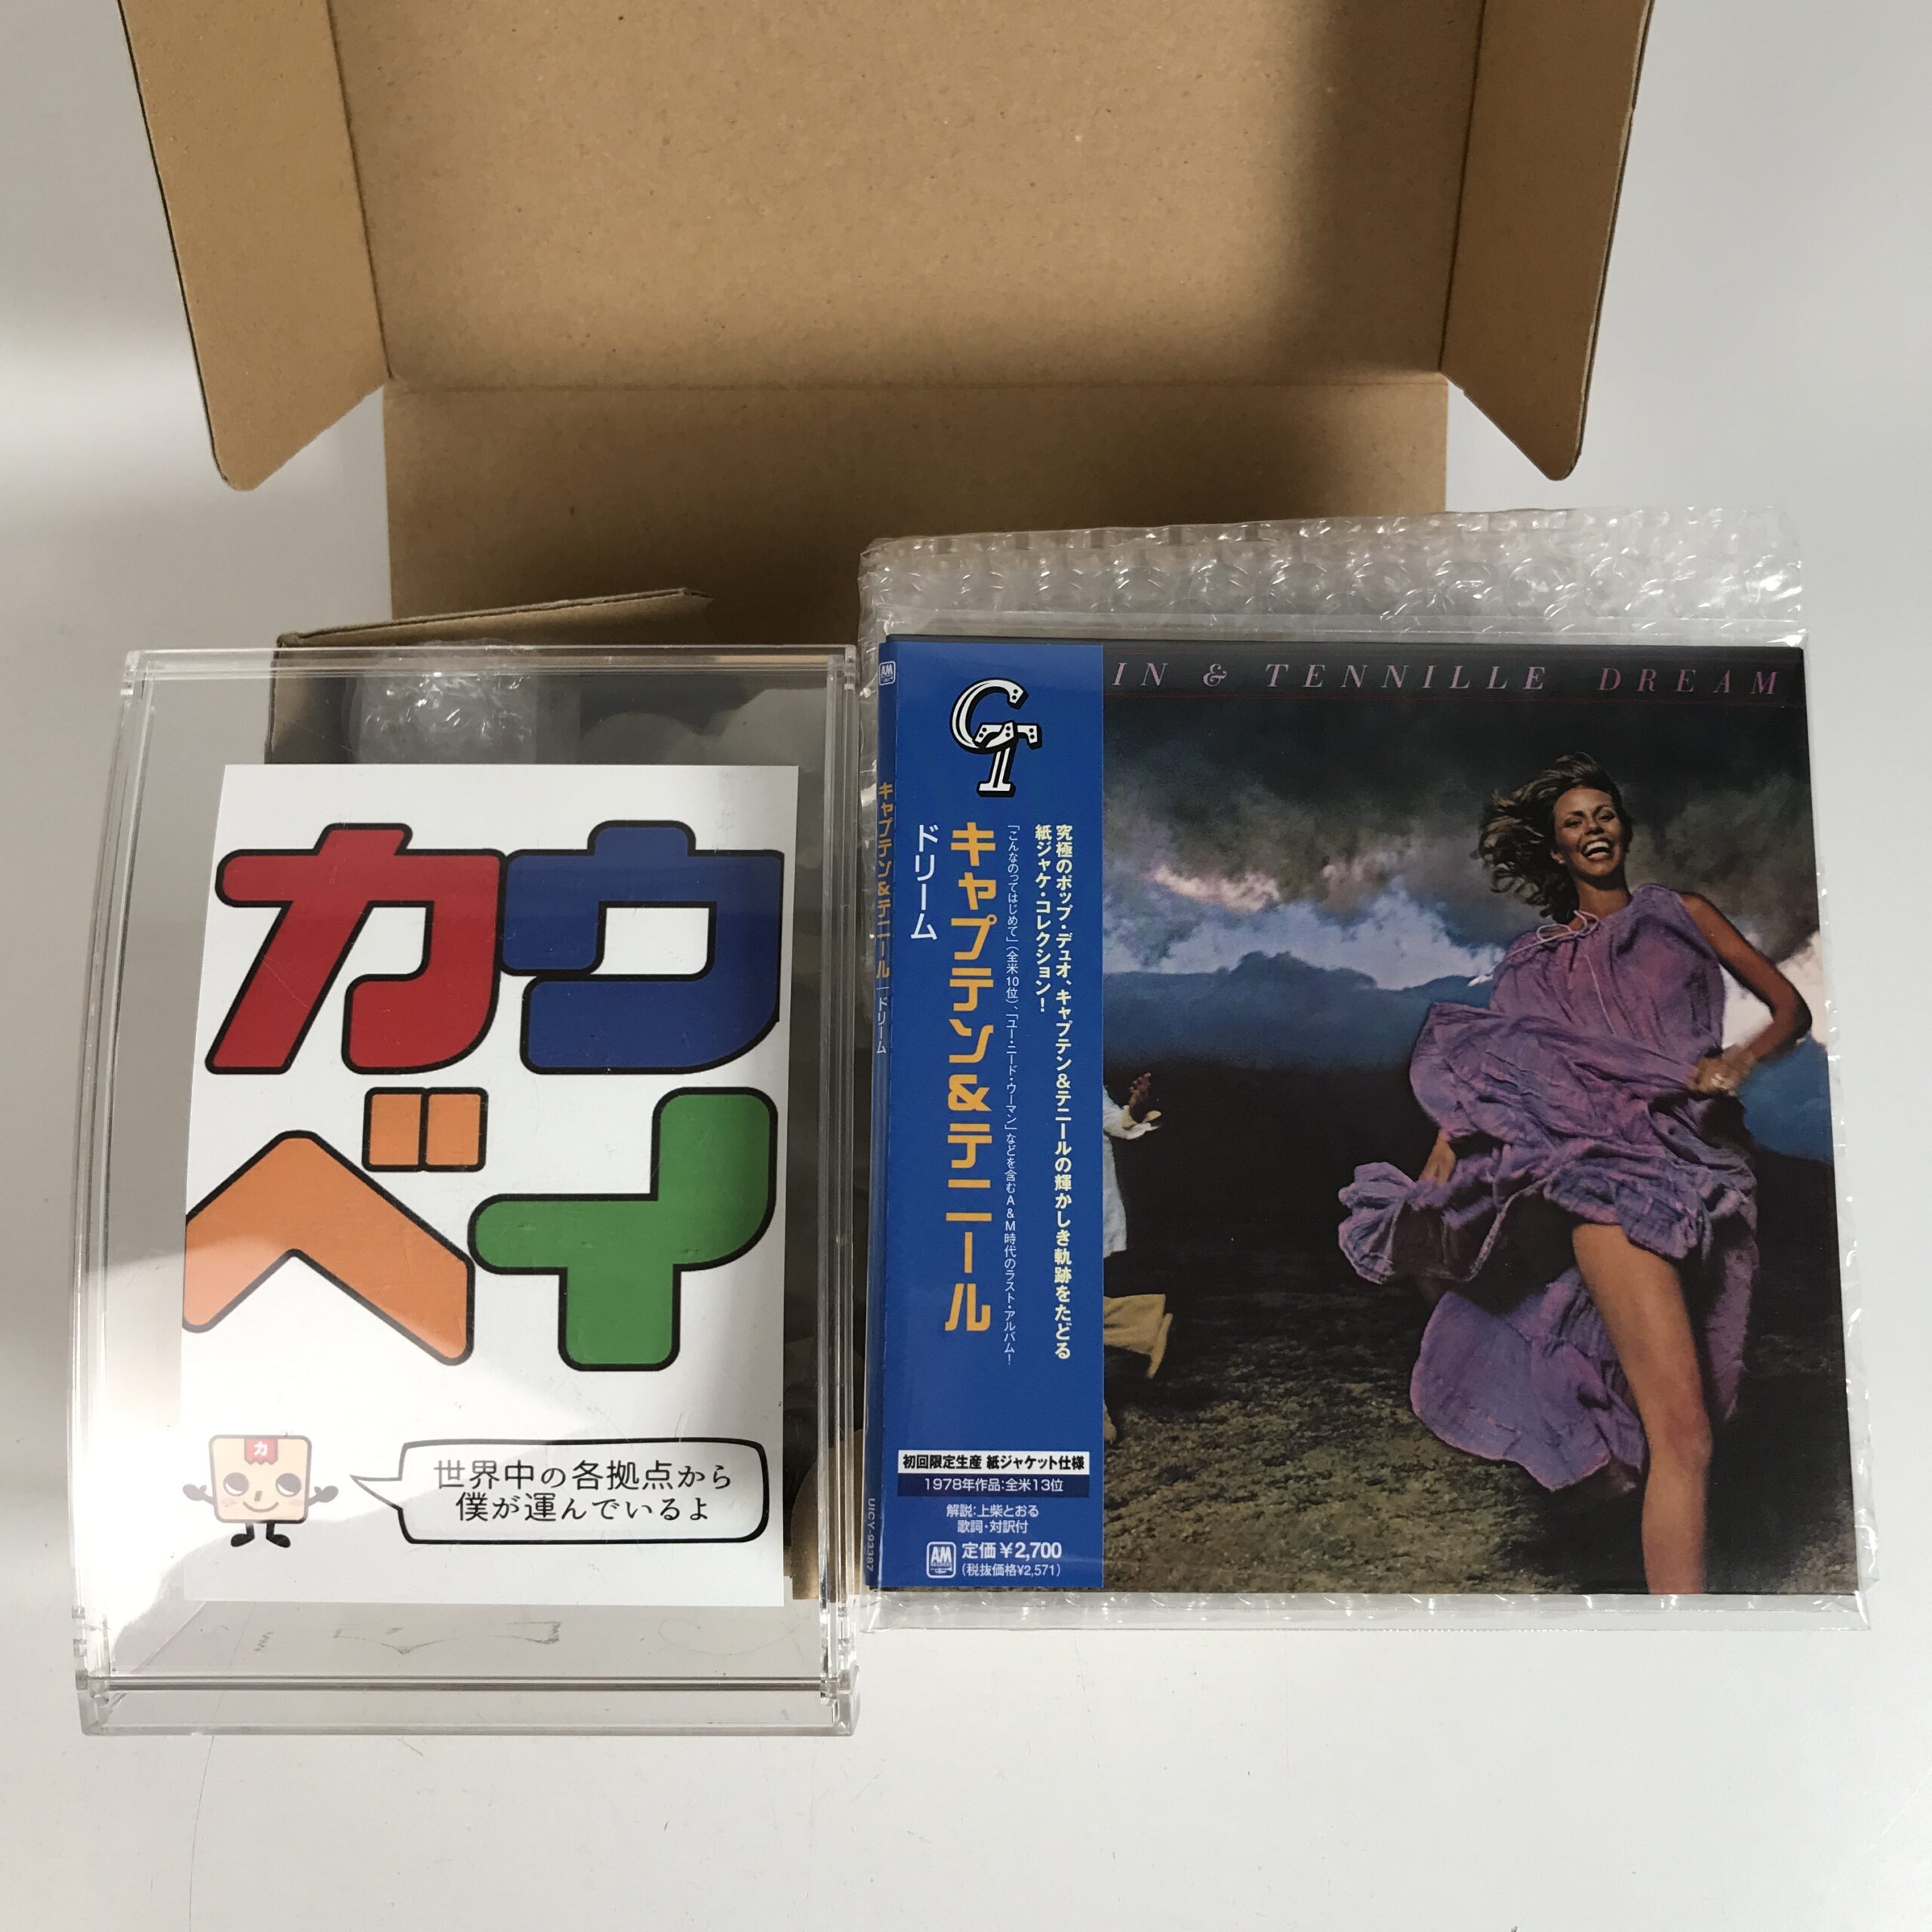 カウ
ベイ
カ
世界中の各拠点から
僕が運んでいるよ
IN & TENNILLE DREAM
AM
CT
キャプテン&テニール
ドリーム
究極のポップ・デュオ、キャプテン&テニールの輝かしき軌跡をたどる
紙ジャケ・コレクション!
「こんなのってはじめて」(全米10位)、「ユー・ニード・ウーマン」などを含むA&M時代のラスト・アルバム!
キャプテン&テニール|ドリーム
UICY-93387
初回限定生産 紙ジャケット仕様
1978年作品:全米13位
解説:上柴とおる
歌詞・対訳付
AM
定価¥2,700
(税抜価格¥2,571)